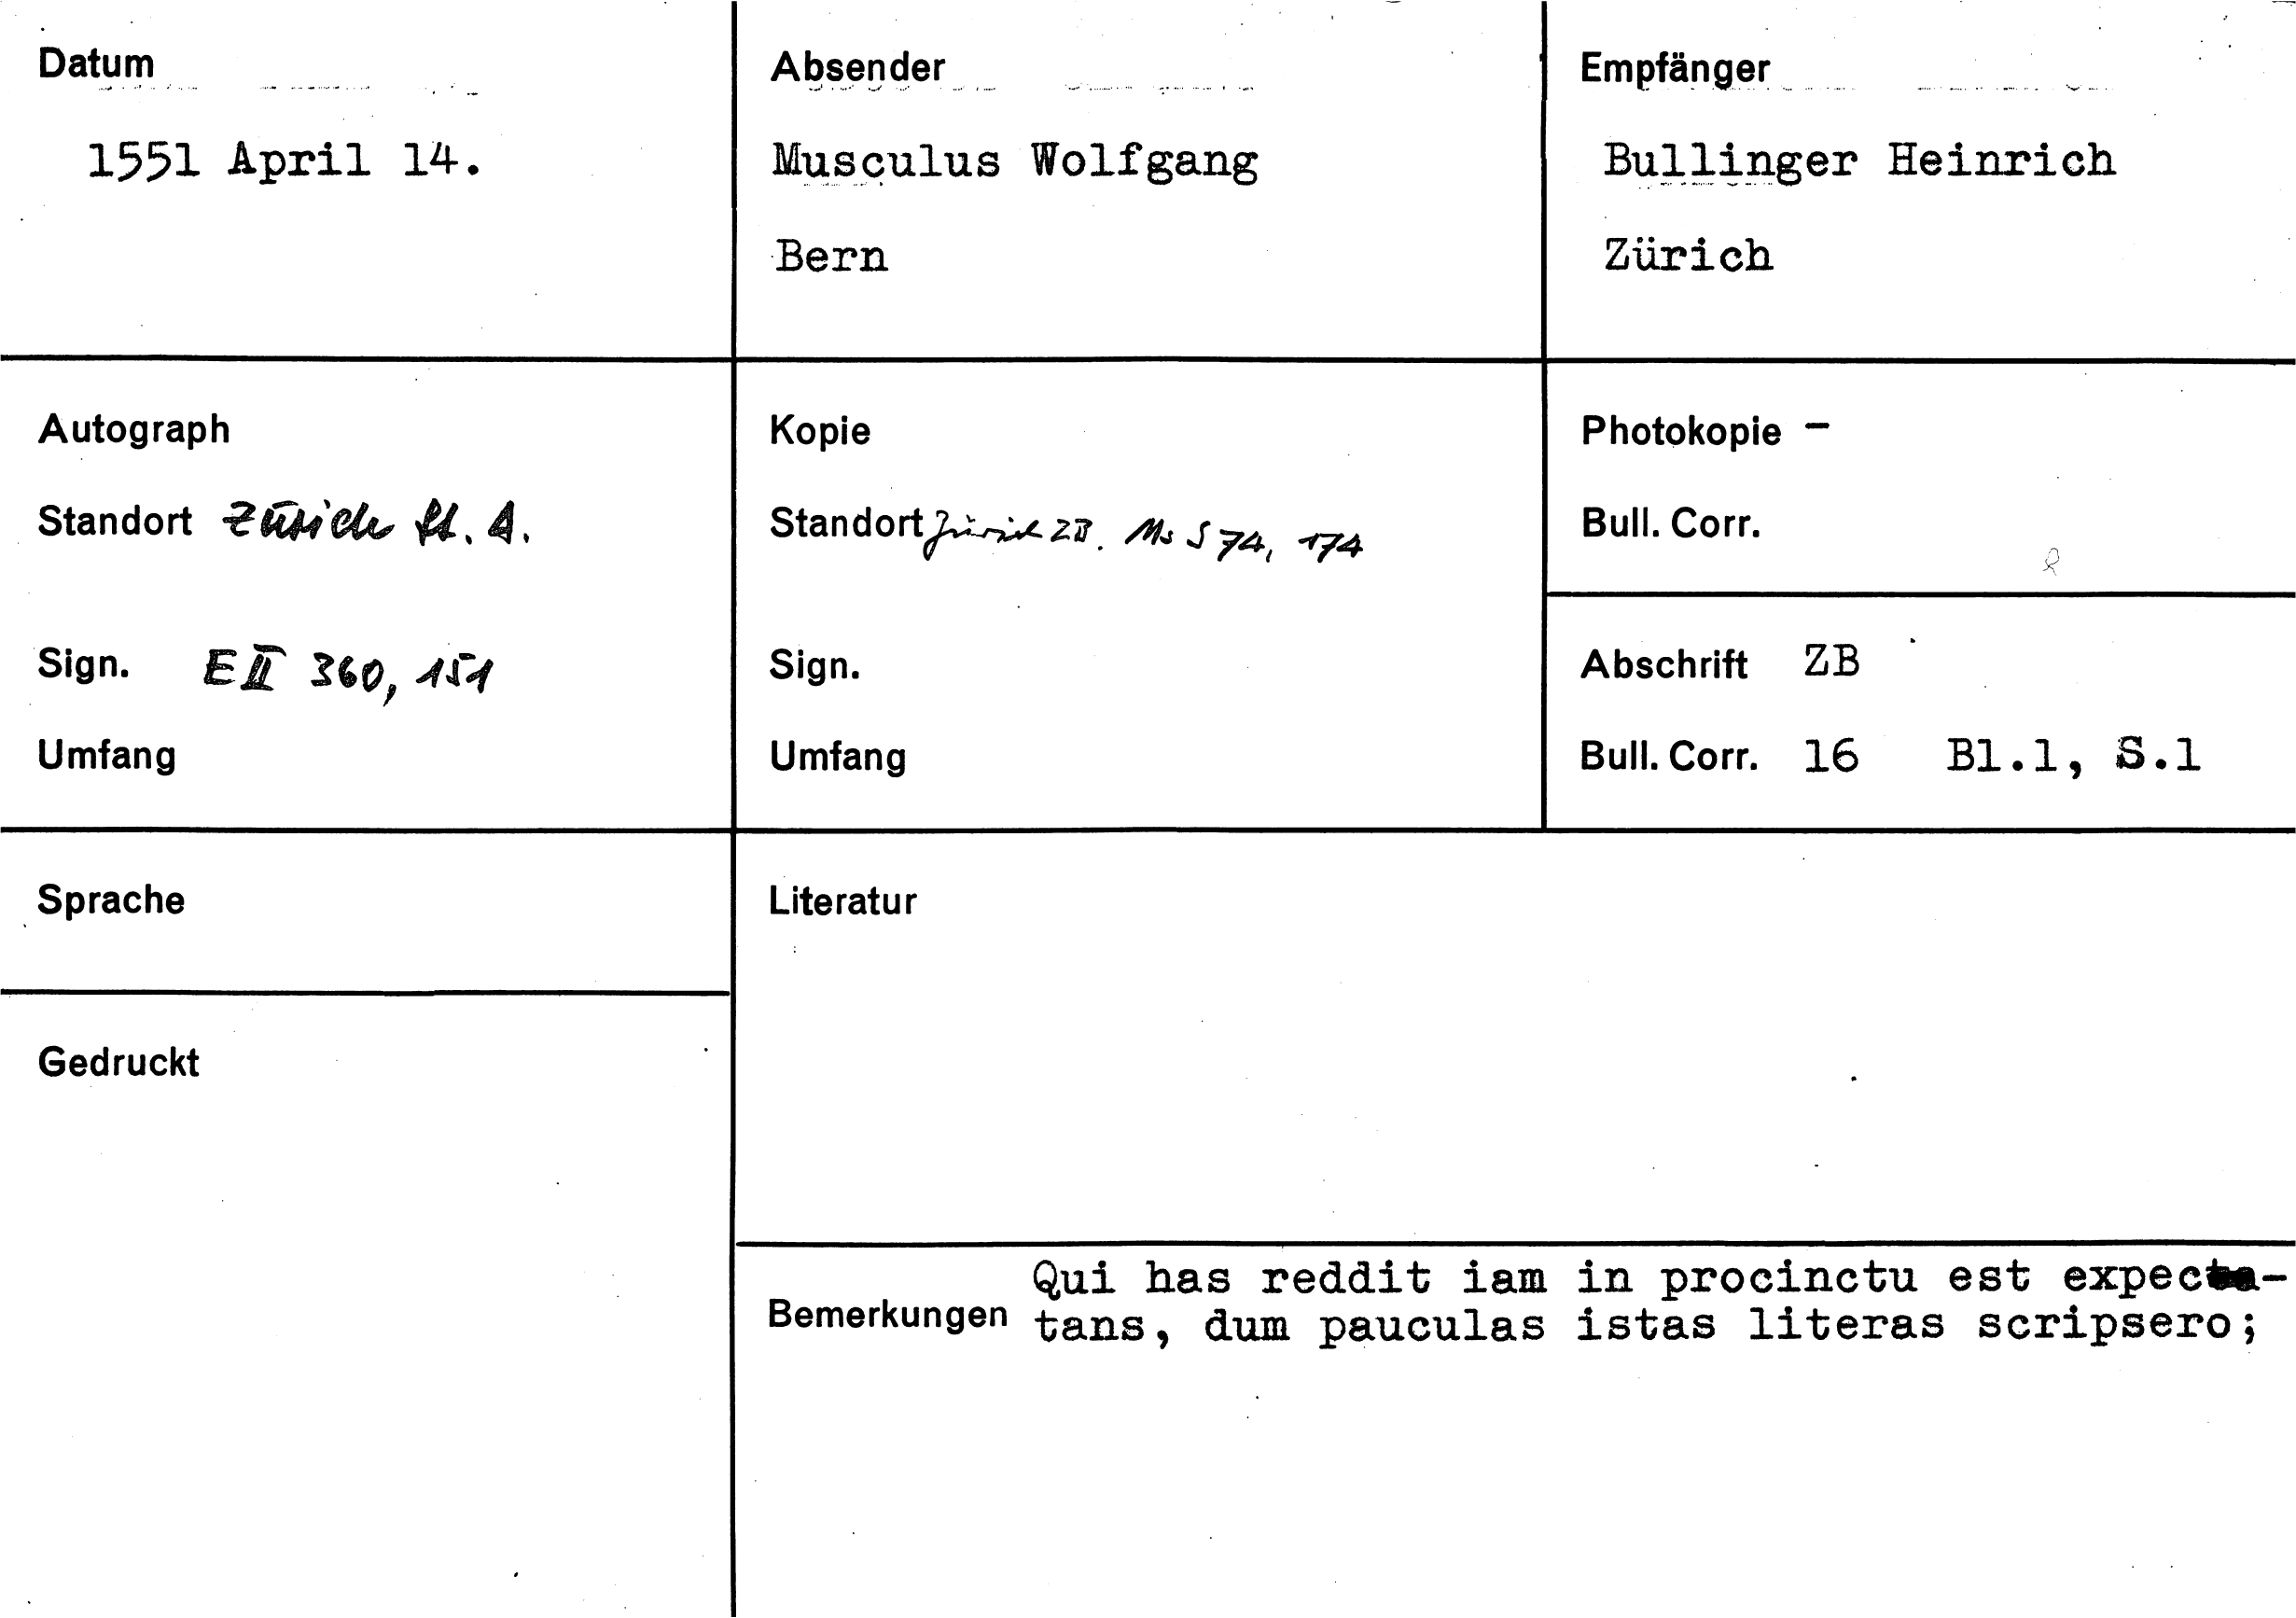 Datum
1551 April 14.
Absender
Musculus Wolfgang
Bern
Empfänger
Bullinger Heinrich
Zürich
Autograph
Standort Zürich St. A.
Sign. E II 360, 151
Umfang
Kopie
Standort Zürich ZB. Ms S 74, 174
Sign.
Umfang
Photokopie -
Bull. Corr.
Abschrift ZB
Bull. Corr. 16 Bl.1, S.1
Sprache
Gedruckt
Literatur
Bemerkungen
Qui has reddit iam in procinctu est expec-
tans, dum pauculas istas literas scripsero;